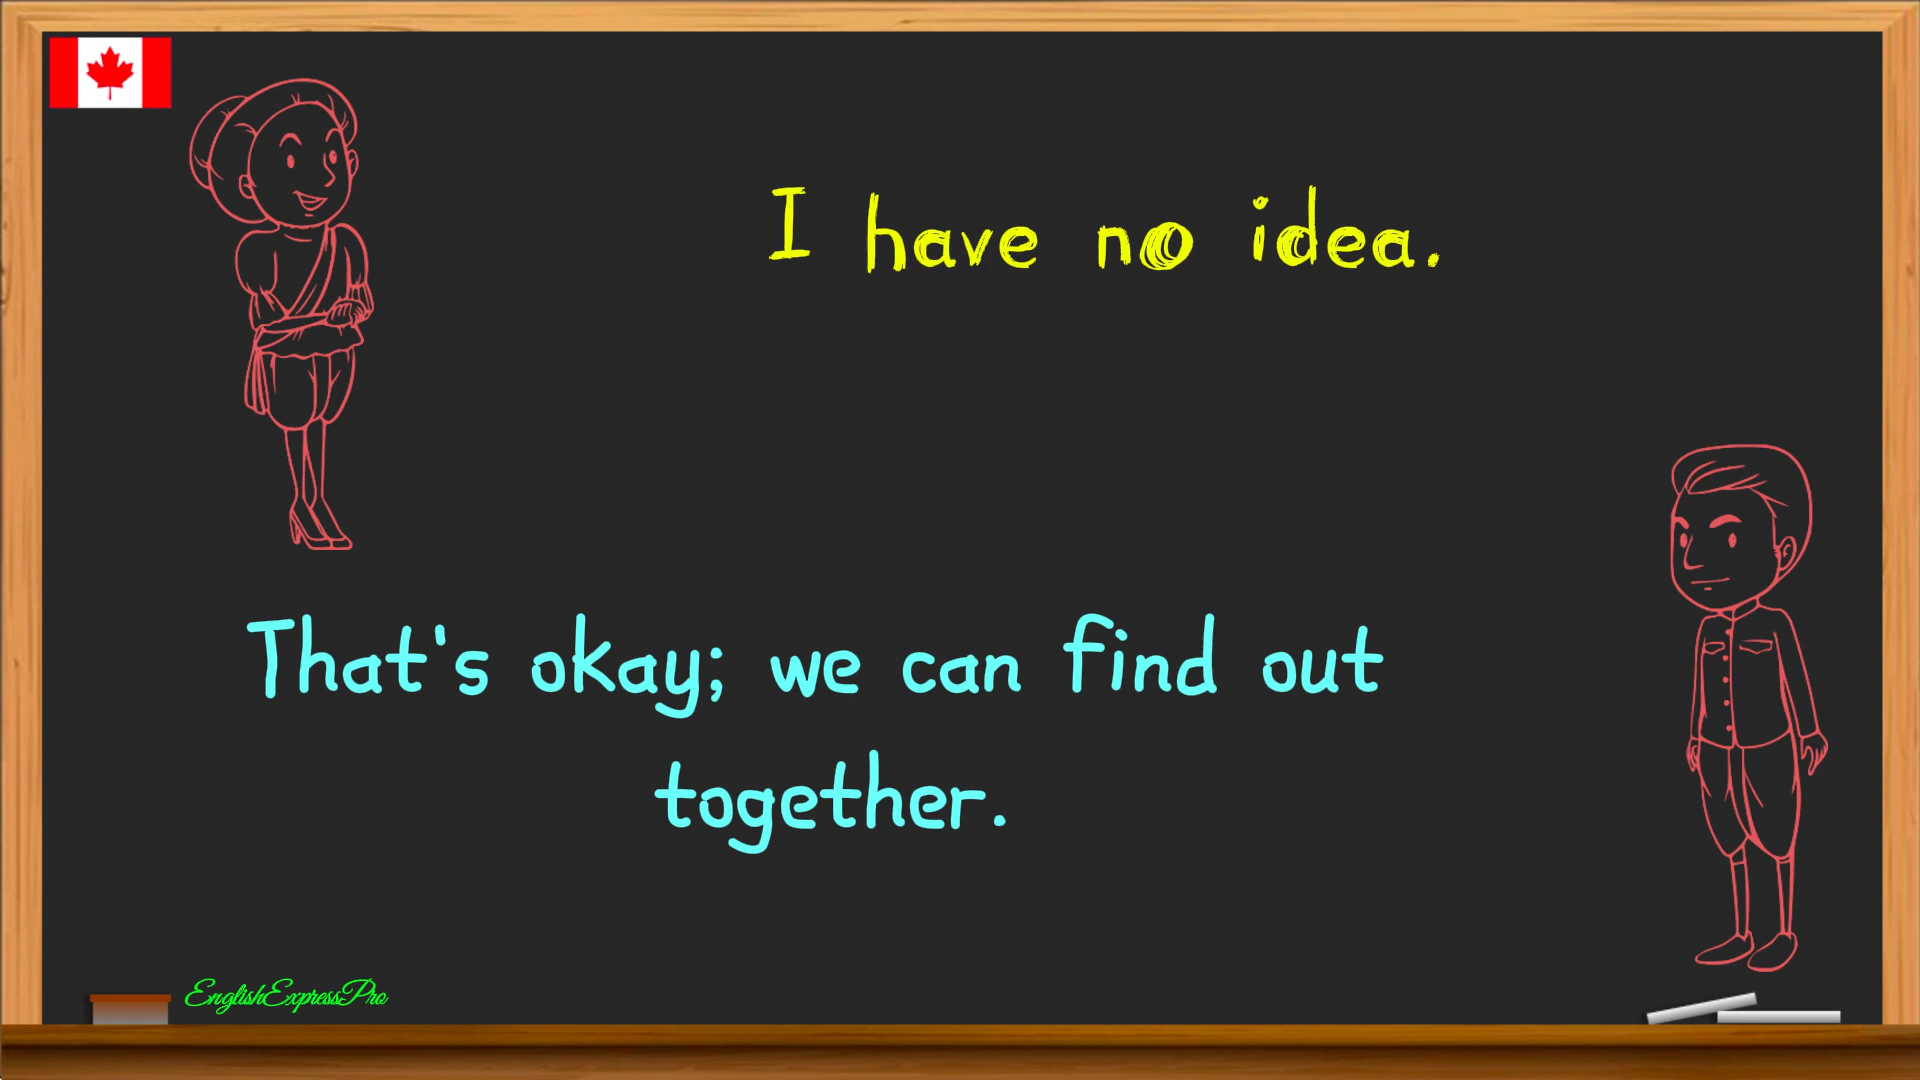 I have no idea.
That's okay; we can find out
together.
EnglishExpressPro